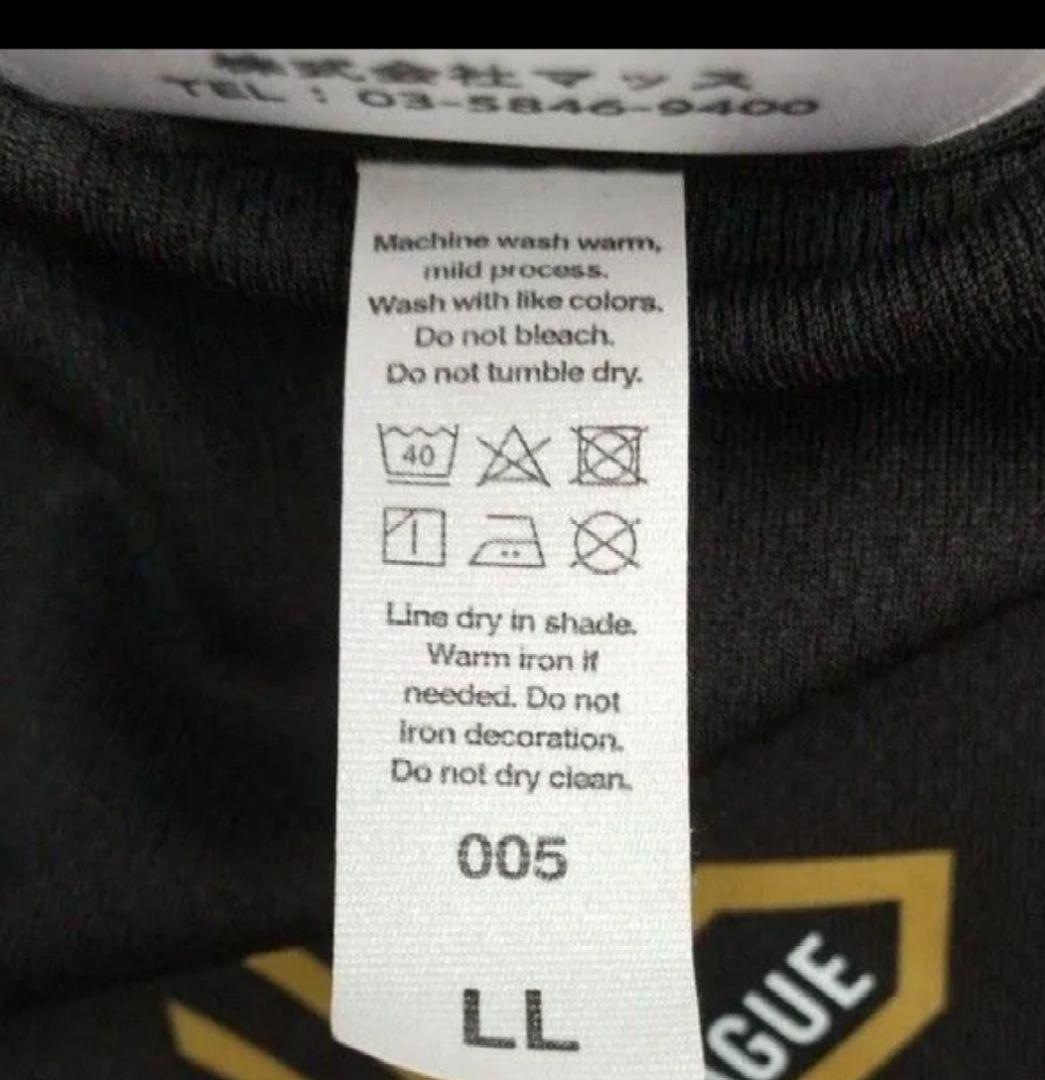 株式会社マックス
TEL : 03-5846-9400
Machine wash warm,
mild process.
Wash with like colors.
Do not bleach.
Do not tumble dry.
40
Line dry in shade.
Warm iron if
needed. Do not
iron decoration.
Do not dry clean.
005
LL
AGUE